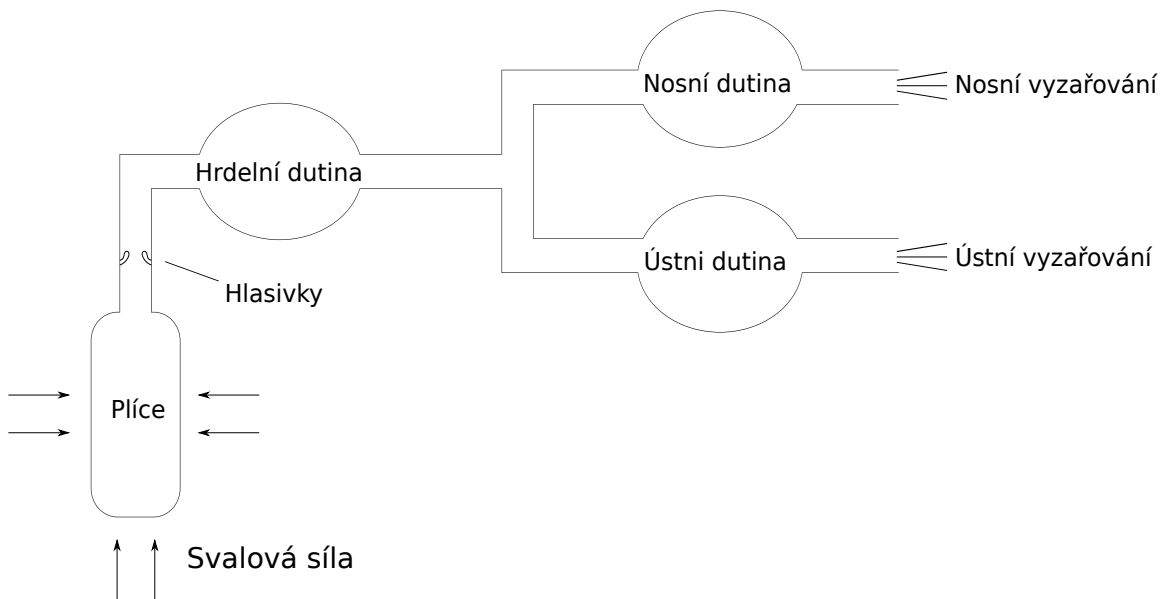 Nosní dutina
Nosní vyzařování
Hrdelní dutina
Ústni dutina
Ústní vyzařování
Hlasivky
Plíce
Svalová síla